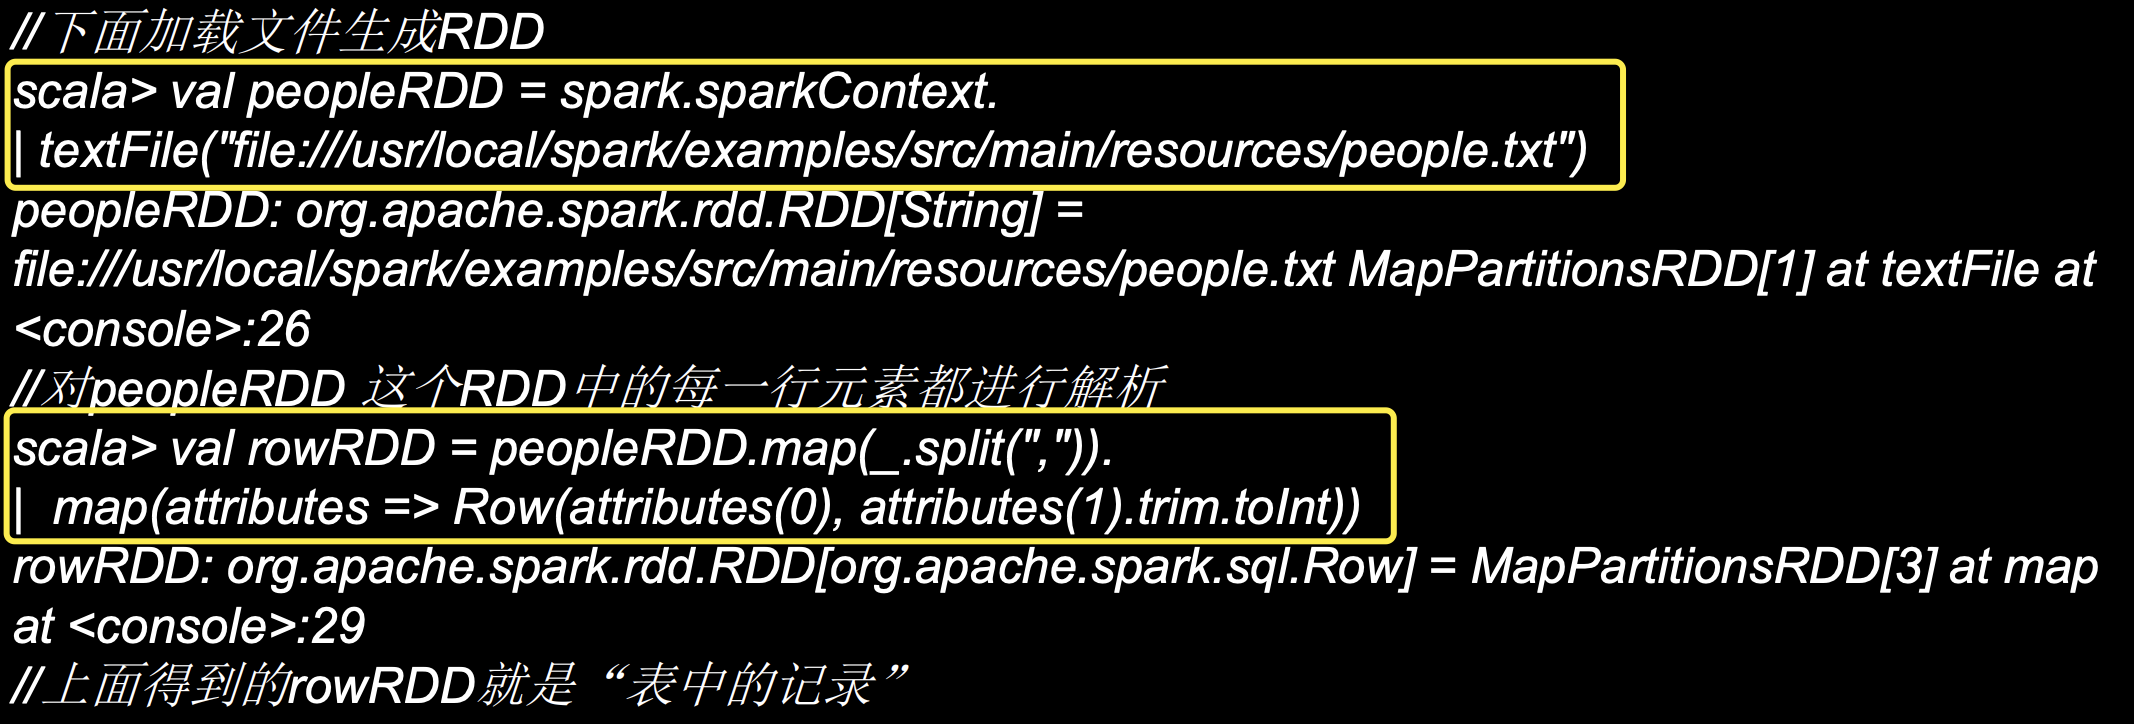 //下面加载文件生成RDD
scala> val peopleRDD = spark.sparkContext.
| textFile("file:///usr/local/spark/examples/src/main/resources/people.txt")
peopleRDD: org.apache.spark.rdd.RDD[String] =
file:///usr/local/spark/examples/src/main/resources/people.txt MapPartitionsRDD[1] at textFile at
<console>:26
//对peopleRDD 这个RDD中的每一行元素都进行解析
scala> val rowRDD = peopleRDD.map(_.split(",")).
|  map(attributes => Row(attributes(0), attributes(1).trim.toInt))
rowRDD: org.apache.spark.rdd.RDD[org.apache.spark.sql.Row] = MapPartitionsRDD[3] at map
at <console>:29
//上面得到的rowRDD就是“表中的记录”